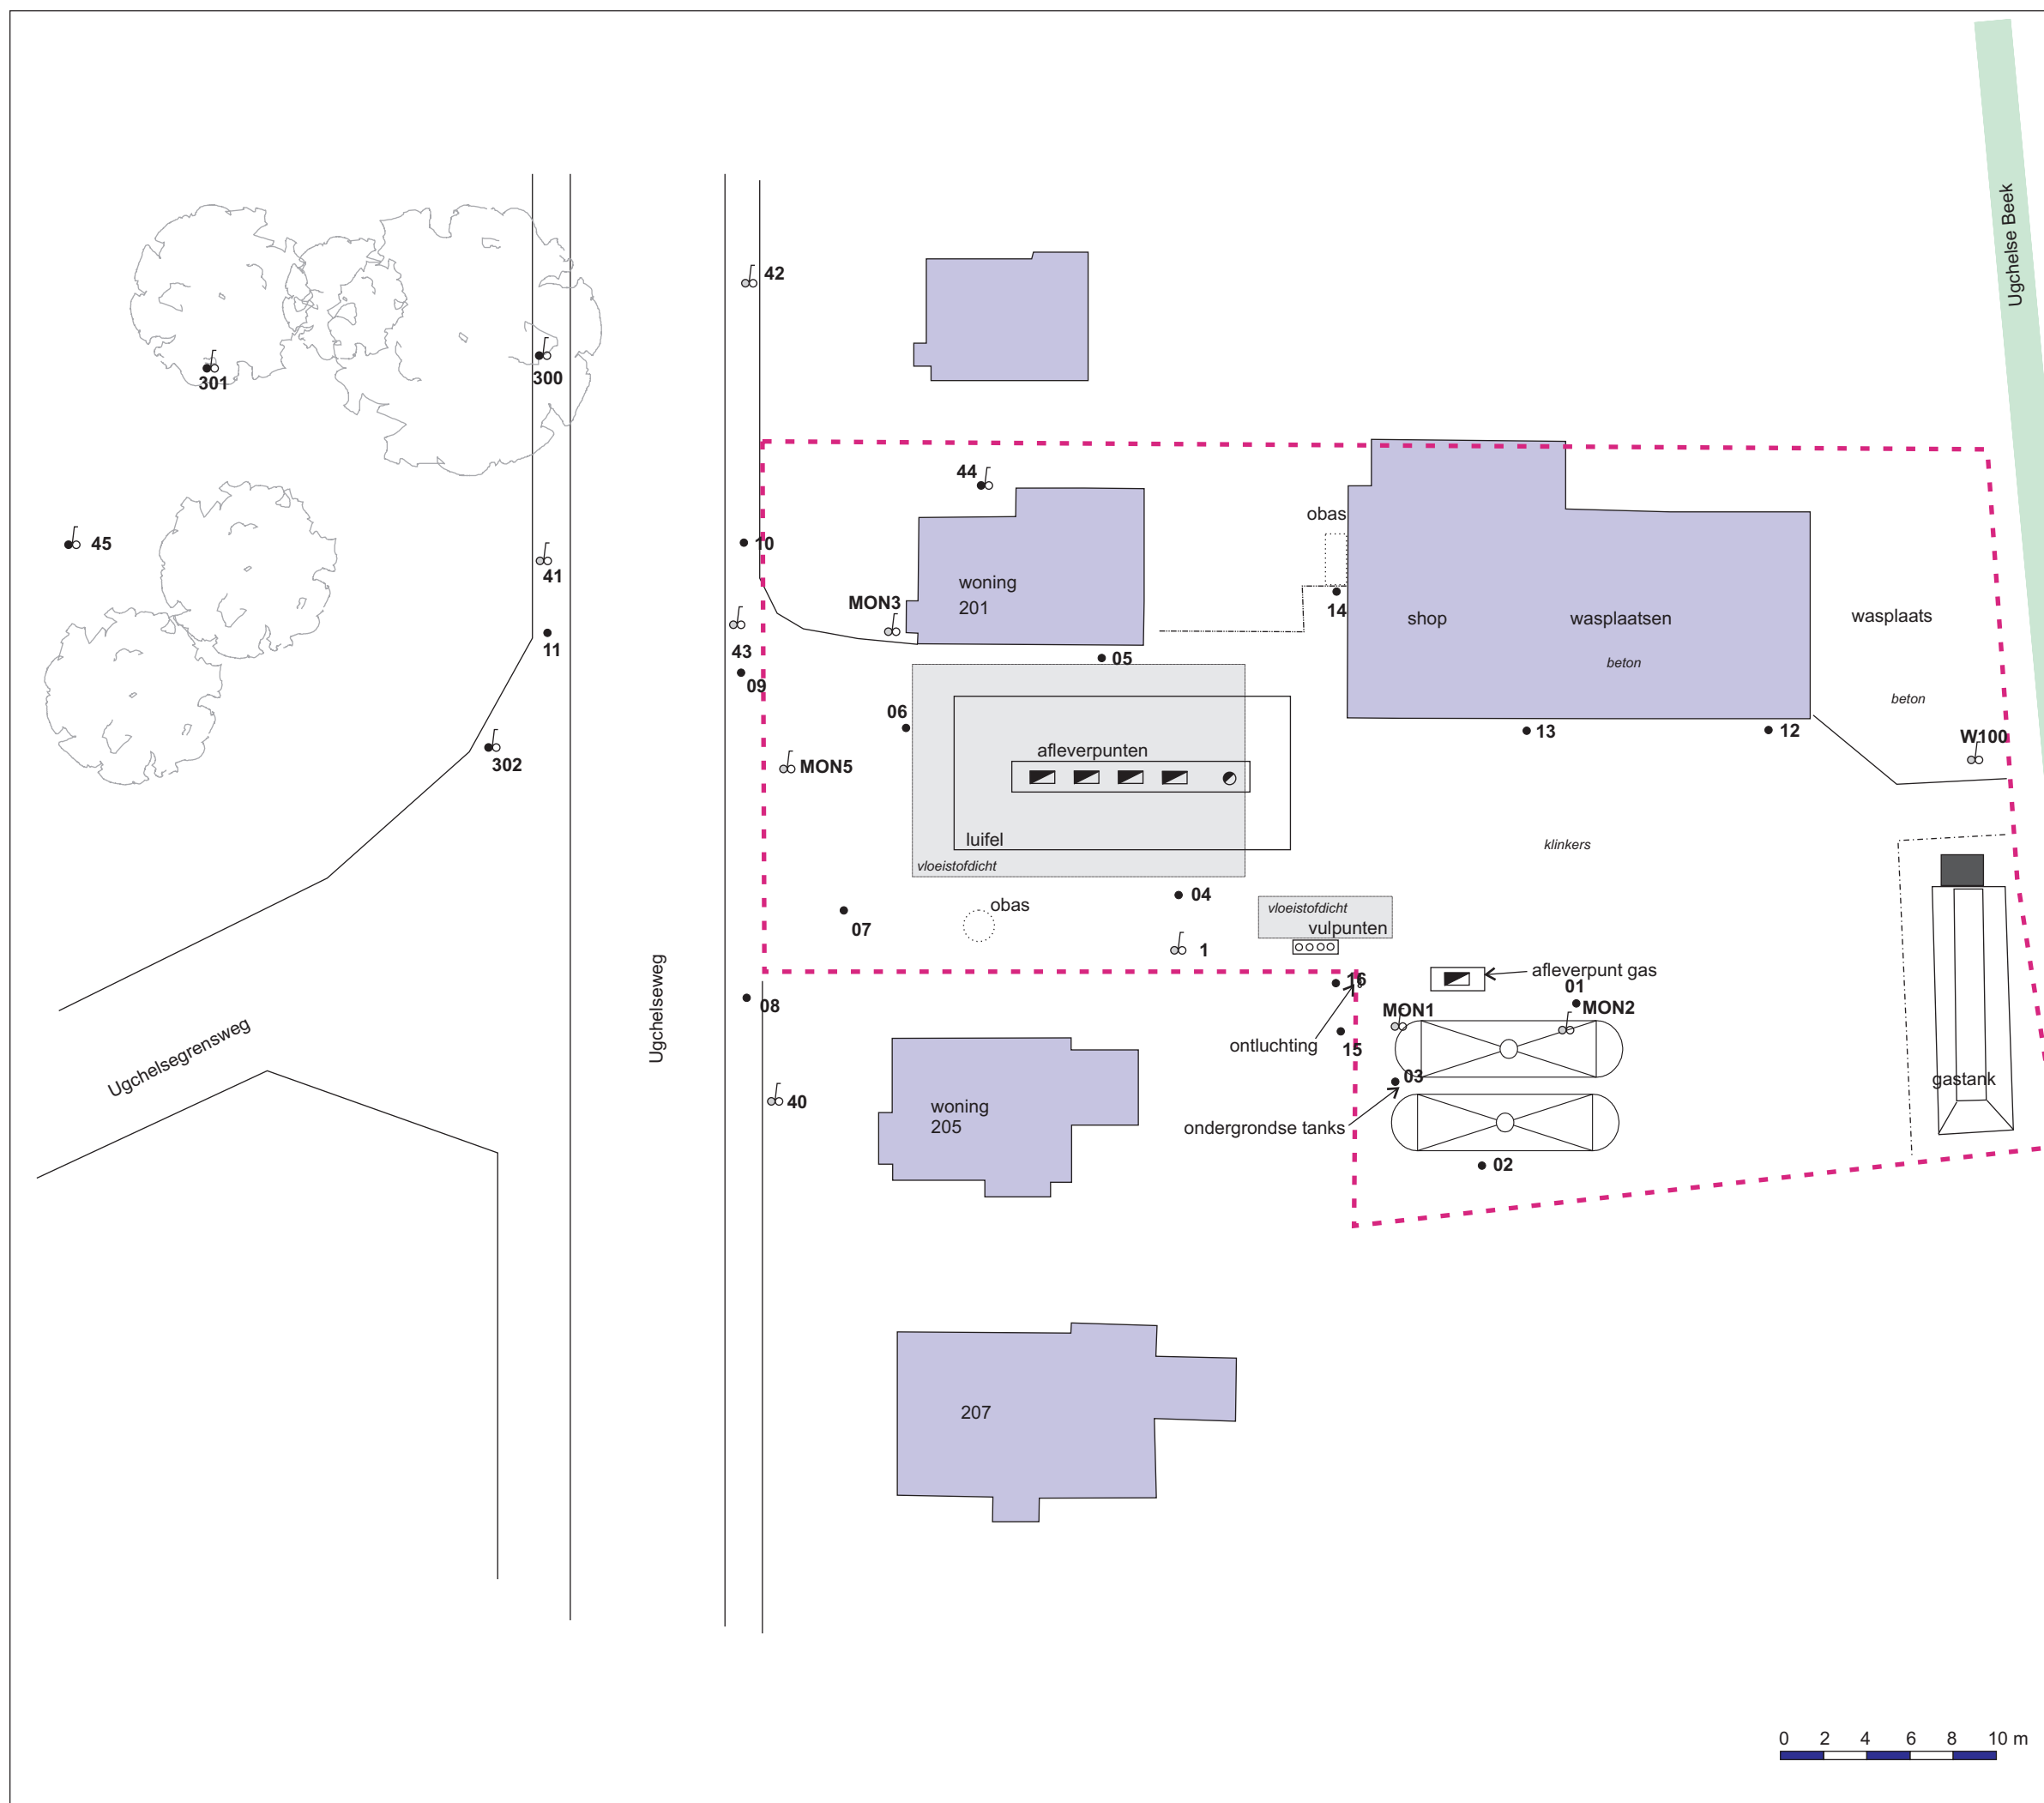 Ugchelse Beek
42
301
300
44
obas
45
10
41
woning
201
MON3
14
11
43
shop
wasplaatsen
wasplaats
beton
05
09
beton
06
13
12
W100
302
MON5
afleverpunten
luifel
klinkers
vloeistofdicht
04
obas
vloeistofdicht
07
vulpunten
1
Ugchelseweg
afleverpunt gas
16
01
08
MON1
MON2
ontluchting
15
Ugchelsegrensweg
03
gastank
40
woning
205
ondergrondse tanks
02
207
0 2 4 6 8 10 m